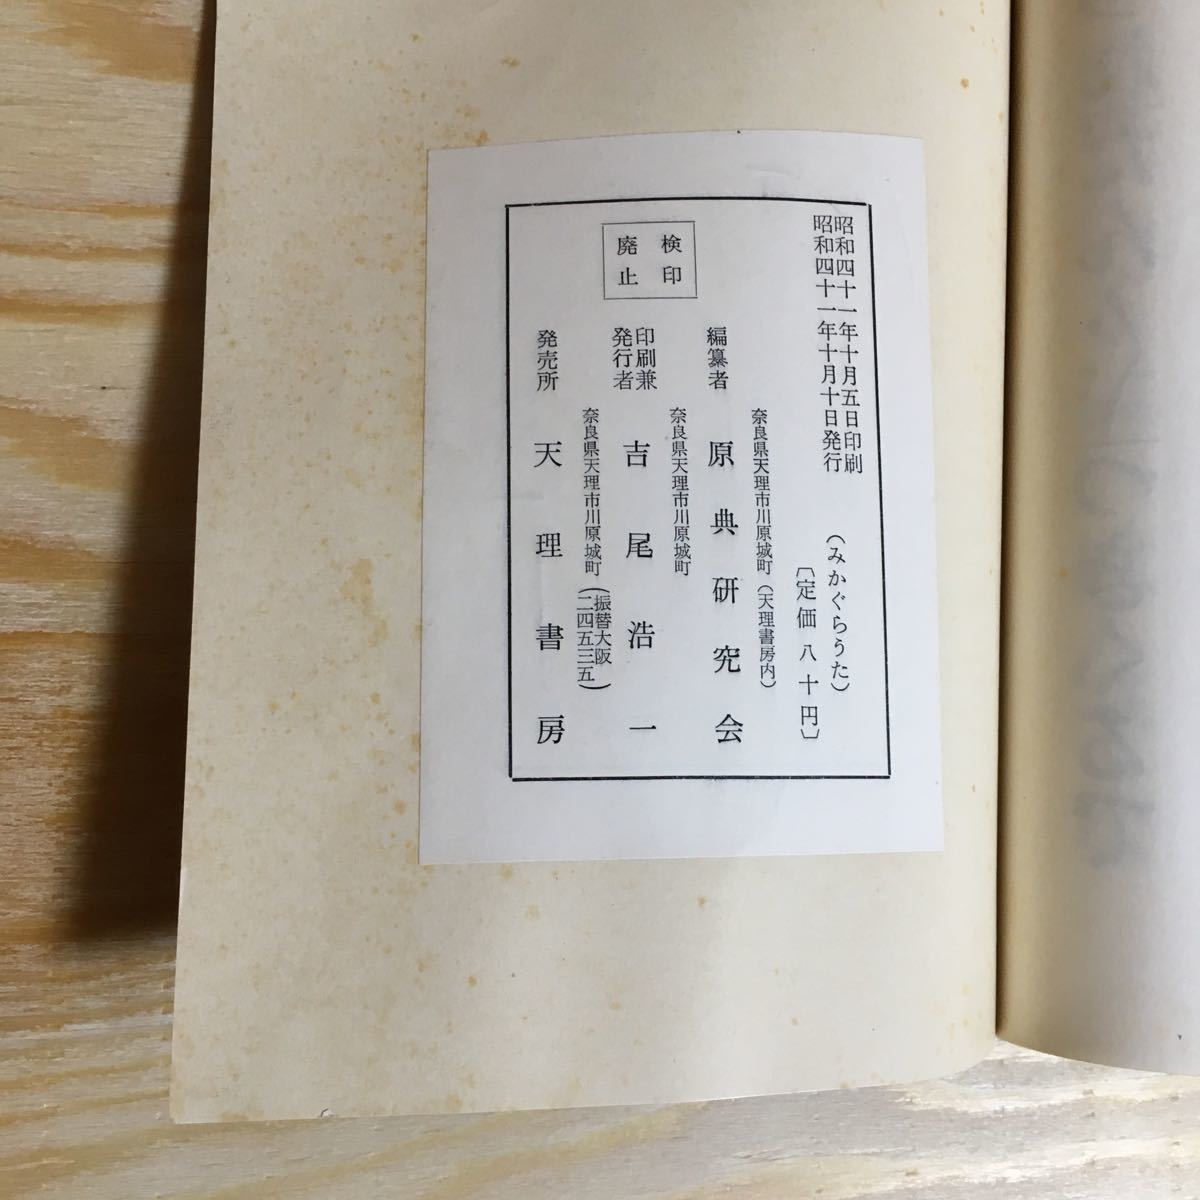 昭和四十一年十月五日印刷
昭和四十一年十月十日発行
(みかぐらうた)
〔定価八十円〕
検印
廃止
奈良県天理市川原城町(天理書房内)
編纂者 原典研究会
奈良県天理市川原城町
印刷兼
発行者 吉尾浩一
奈良県天理市川原城町(振替大阪
二四五三五)
発売所 天理書房